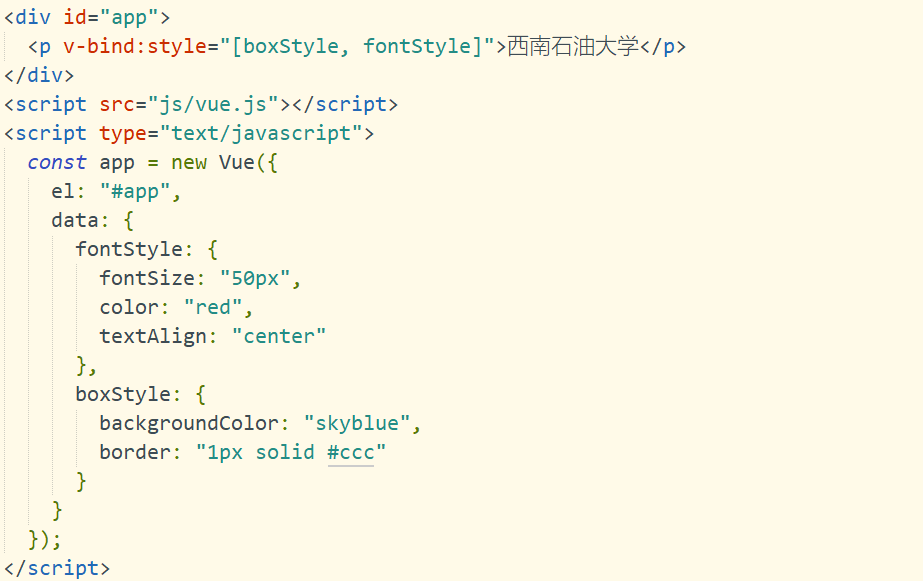 <div id="app">
  <p v-bind:style="[boxStyle, fontStyle]">西南石油大学</p>
</div>
<script src="js/vue.js"></script>
<script type="text/javascript">
  const app = new Vue({
    el: "#app",
    data: {
      fontStyle: {
        fontSize: "50px",
        color: "red",
        textAlign: "center"
      },
      boxStyle: {
        backgroundColor: "skyblue",
        border: "1px solid #ccc"
      }
    }
  });
</script>